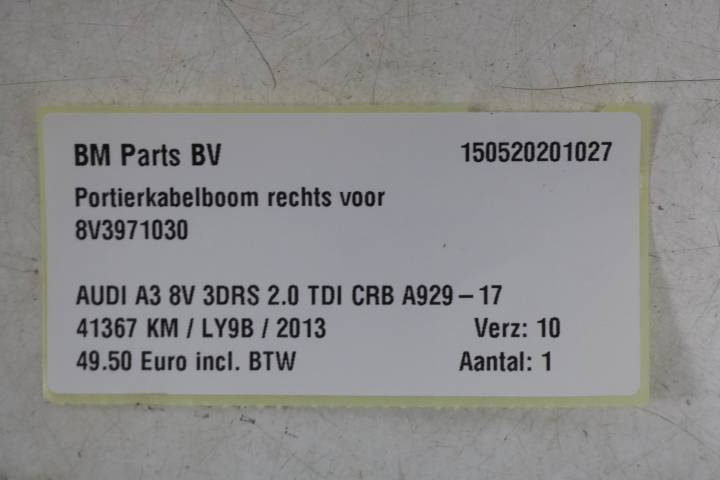 BM Parts BV 150520201027
Portierkabelboom rechts voor
8V3971030
AUDI A3 8V 3DRS 2.0 TDI CRB A929 – 17
41367 KM / LY9B / 2013 Verz: 10
49.50 Euro incl. BTW Aantal: 1